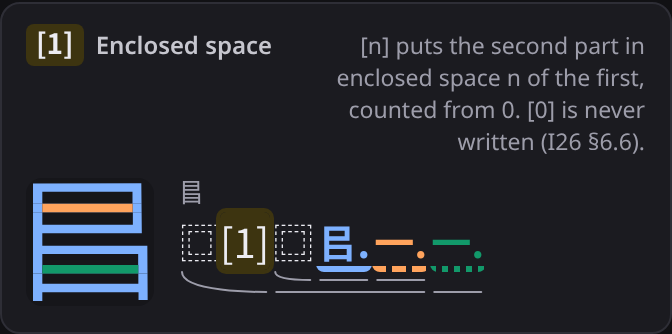 [1] Enclosed space
[n] puts the second part in
enclosed space n of the first,
counted from 0. [0] is never
written (I26 §6.6).
[1]